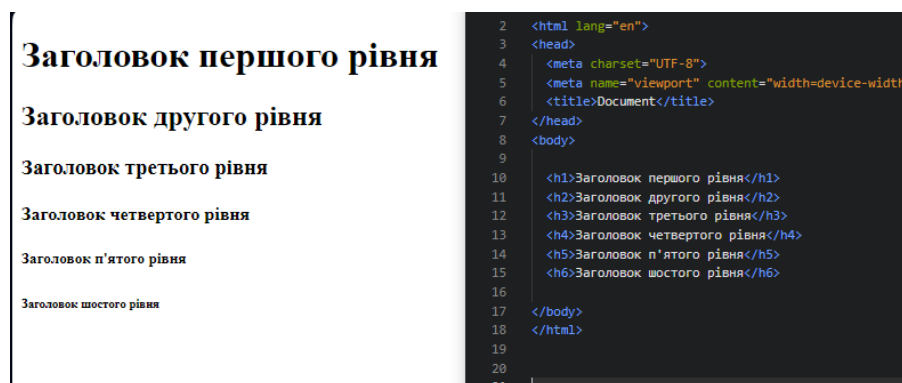 Заголовок першого рівня
Заголовок другого рівня
Заголовок третього рівня
Заголовок четвертого рівня
Заголовок п'ятого рівня
Заголовок шостого рівня
2 <html lang="en">
3 <head>
4 <meta charset="UTF-8">
5 <meta name="viewport" content="width=device-width
6 <title>Document</title>
7 </head>
8 <body>
9
10 <h1>Заголовок першого рівня</h1>
11 <h2>Заголовок другого рівня</h2>
12 <h3>Заголовок третього рівня</h3>
13 <h4>Заголовок четвертого рівня</h4>
14 <h5>Заголовок п'ятого рівня</h5>
15 <h6>Заголовок шостого рівня</h6>
16
17 </body>
18 </html>
19
20